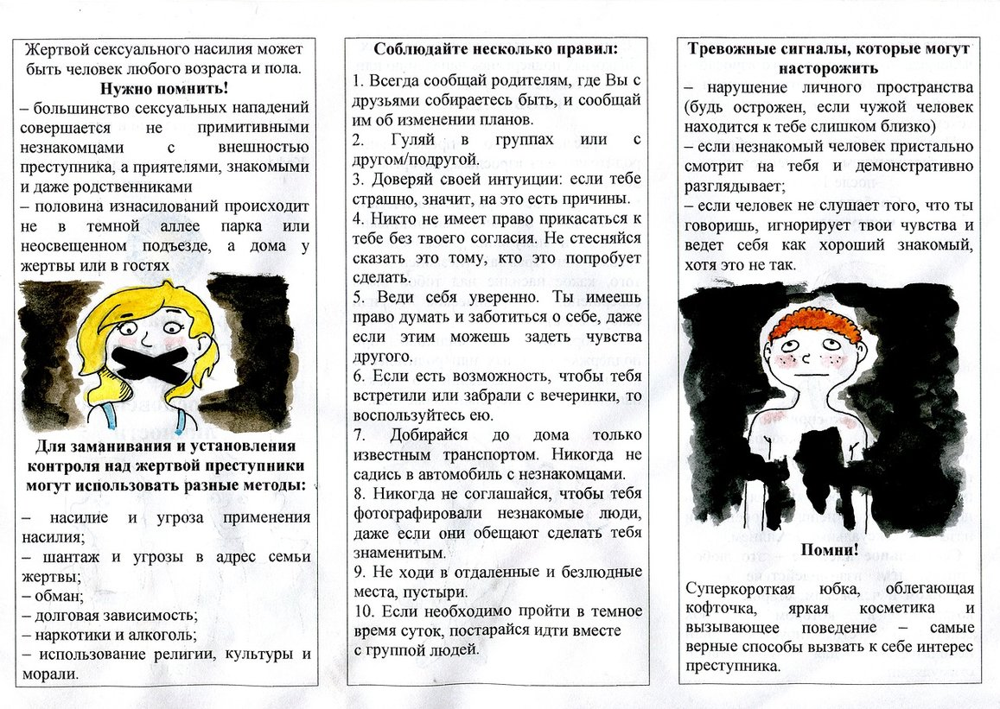 Жертвой сексуального насилия может
быть человек любого возраста и пола.
Нужно помнить!
– большинство сексуальных нападений
совершается не примитивными
незнакомцами с внешностью
преступника, а приятелями, знакомыми
и даже родственниками
– половина изнасилований происходит
не в темной аллее парка или
неосвещенном подъезде, а дома у
жертвы или в гостях
Для заманивания и установления
контроля над жертвой преступники
могут использовать разные методы:
– насилие и угроза применения
насилия;
– шантаж и угрозы в адрес семьи
жертвы;
– обман;
– долговая зависимость;
– наркотики и алкоголь;
– использование религии, культуры и
морали.
Соблюдайте несколько правил:
1. Всегда сообщай родителям, где Вы с
друзьями собираетесь быть, и сообщай
им об изменении планов.
2. Гуляй в группах или с
другом/подругой.
3. Доверяй своей интуиции: если тебе
страшно, значит, на это есть причины.
4. Никто не имеет право прикасаться к
тебе без твоего согласия. Не стесняйся
сказать это тому, кто это попробует
сделать.
5. Веди себя уверенно. Ты имеешь
право думать и заботиться о себе, даже
если этим можешь задеть чувства
другого.
6. Если есть возможность, чтобы тебя
встретили или забрали с вечеринки, то
воспользуйтесь ею.
7. Добирайся до дома только
известным транспортом. Никогда не
садись в автомобиль с незнакомцами.
8. Никогда не соглашайся, чтобы тебя
фотографировали незнакомые люди,
даже если они обещают сделать тебя
знаменитым.
9. Не ходи в отдаленные и безлюдные
места, пустыри.
10. Если необходимо пройти в темное
время суток, постарайся идти вместе
с группой людей.
Тревожные сигналы, которые могут
насторожить
– нарушение личного пространства
(будь острожен, если чужой человек
находится к тебе слишком близко)
– если незнакомый человек пристально
смотрит на тебя и демонстративно
разглядывает;
– если человек не слушает того, что ты
говоришь, игнорирует твои чувства и
ведет себя как хороший знакомый,
хотя это не так.
Помни!
Суперкороткая юбка, облегающая
кофточка, яркая косметика и
вызывающее поведение – самые
верные способы вызвать к себе интерес
преступника.